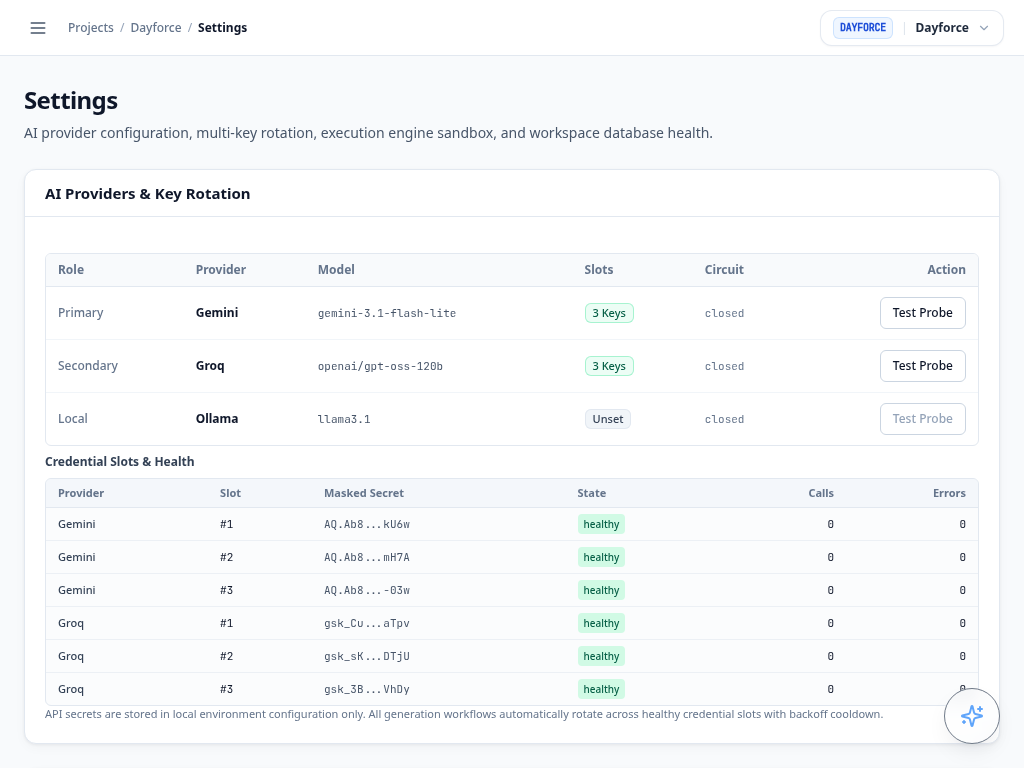 Projects / Dayforce / Settings
DAYFORCE Dayforce
Settings
AI provider configuration, multi-key rotation, execution engine sandbox, and workspace database health.
AI Providers & Key Rotation
Role Provider Model Slots Circuit Action
Primary Gemini gemini-3.1-flash-lite 3 Keys closed Test Probe
Secondary Groq openai/gpt-oss-120b 3 Keys closed Test Probe
Local Ollama llama3.1 Unset closed Test Probe
Credential Slots & Health
Provider Slot Masked Secret State Calls Errors
Gemini #1 AQ.Ab8...kU6w healthy 0 0
Gemini #2 AQ.Ab8...mH7A healthy 0 0
Gemini #3 AQ.Ab8...-03w healthy 0 0
Groq #1 gsk_Cu...aTpv healthy 0 0
Groq #2 gsk_sK...DTjU healthy 0 0
Groq #3 gsk_3B...VhDy healthy 0 0
API secrets are stored in local environment configuration only. All generation workflows automatically rotate across healthy credential slots with backoff cooldown.